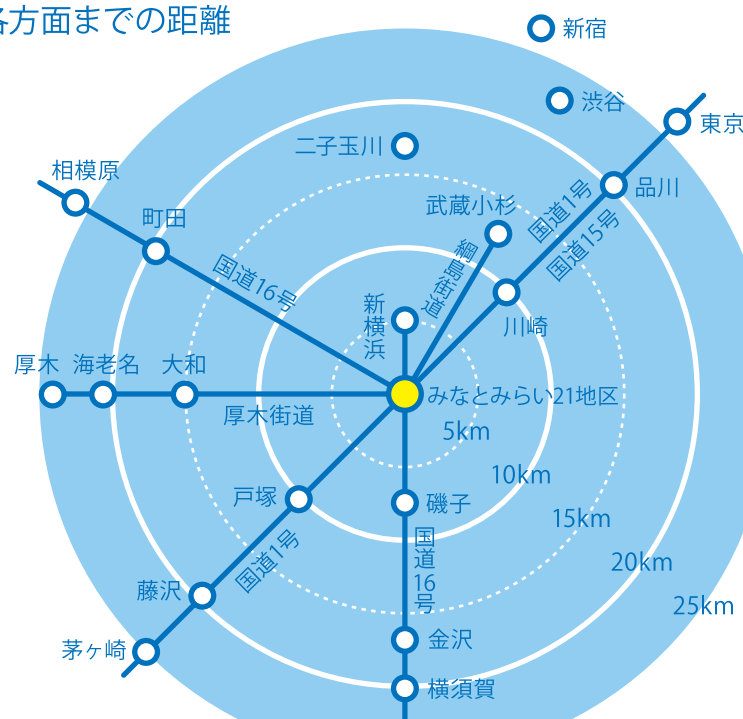 各方面までの距離
新宿
渋谷
東京
二子玉川
相模原
品川
武蔵小杉
国道1号
町田
国道15号
綱島街道
国道16号
新横浜
川崎
厚木
海老名
大和
みなとみらい21地区
厚木街道
5km
10km
戸塚
磯子
15km
国道16号
国道1号
20km
藤沢
25km
金沢
茅ヶ崎
横須賀